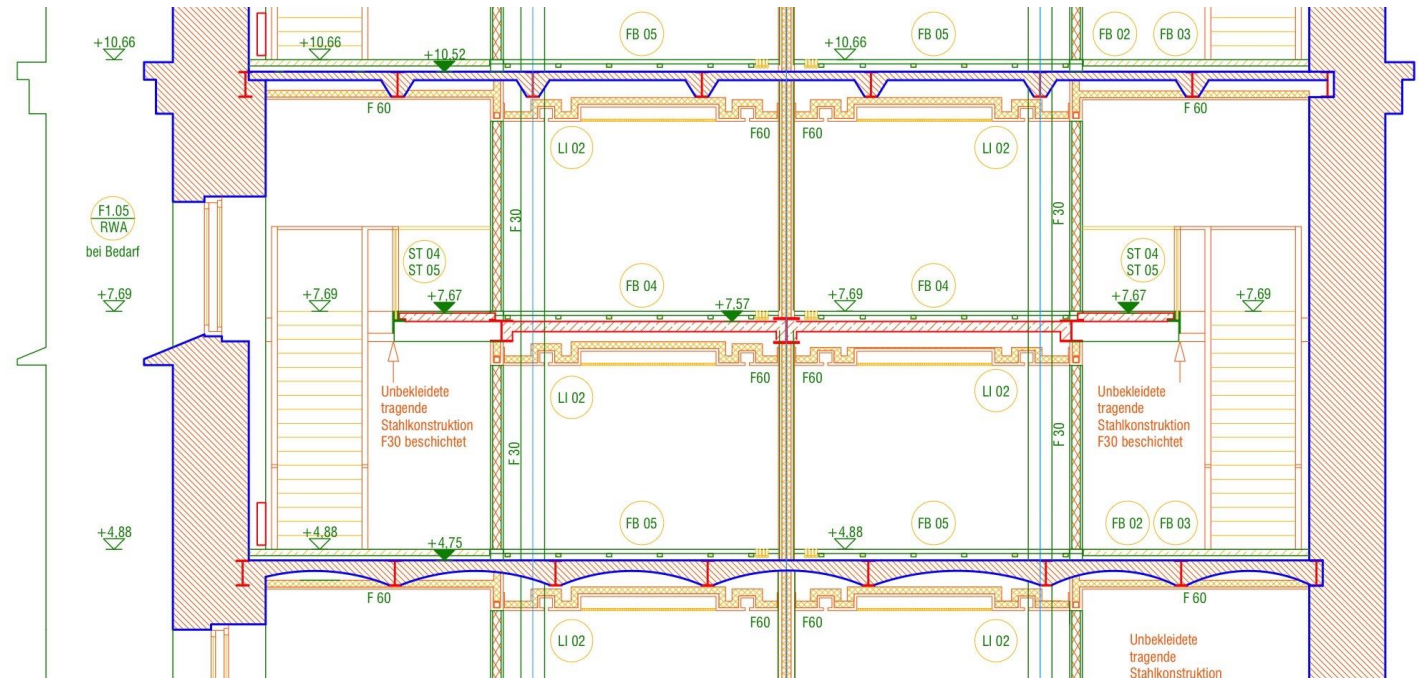 FB 05
FB 05
FB 02
FB 03
+10,66
+10,66
+10,52
+10,66
F 60
F60
F60
F 60
LI 02
LI 02
F1.05
RWA
bei Bedarf
F 30
F 30
ST 04
ST 05
ST 04
ST 05
FB 04
FB 04
+7,69
+7,69
+7,67
+7,57
+7,69
+7,67
+7,69
F60
F60
Unbekleidete
tragende
Stahlkonstruktion
F30 beschichtet
LI 02
LI 02
Unbekleidete
tragende
Stahlkonstruktion
F30 beschichtet
F 30
F 30
FB 05
FB 05
FB 02
FB 03
+4,88
+4,88
+4,75
+4,88
F 60
F60
F60
F 60
LI 02
LI 02
Unbekleidete
tragende
Stahlkonstruktion